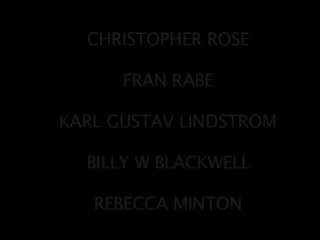 CHRISTOPHER ROSE
FRAN RABE
KARL GUSTAV LINDSTROM
BILLY W BLACKWELL
REBECCA MINTON